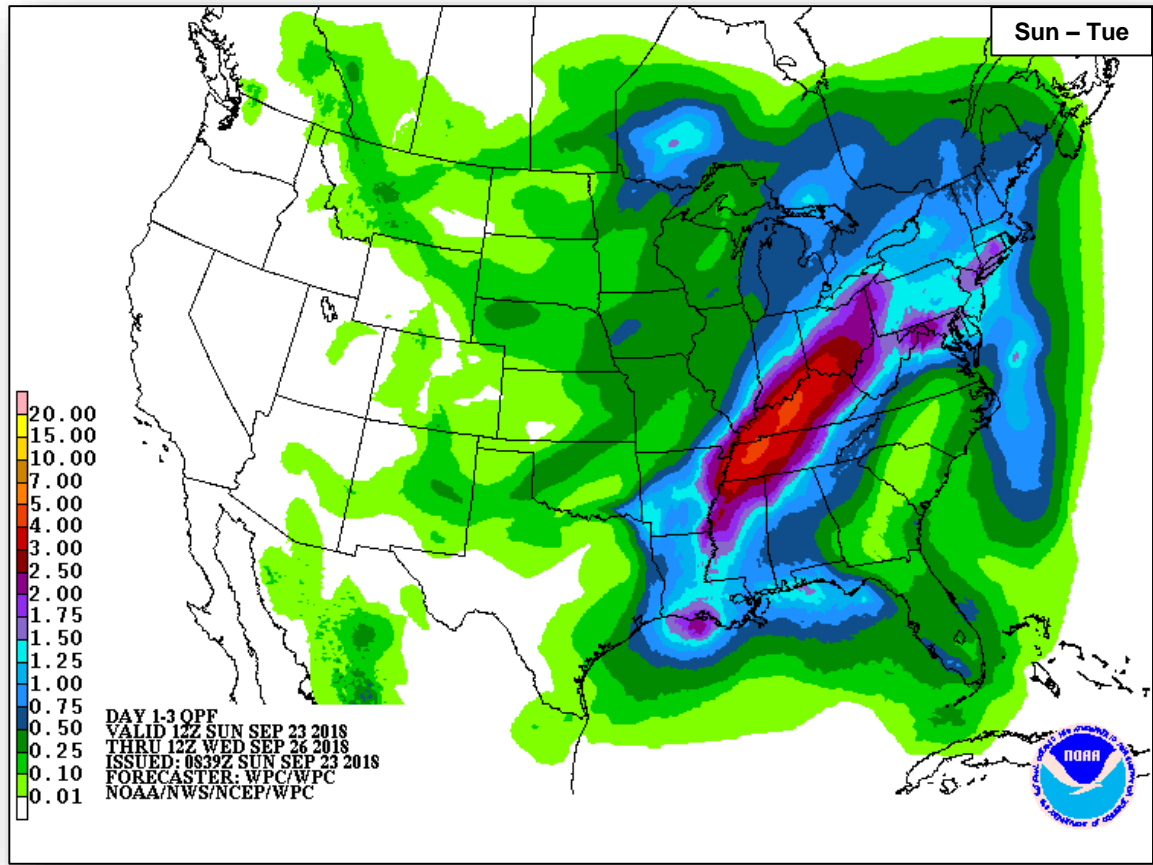 Sun – Tue
20.00
15.00
10.00
7.00
5.00
4.00
3.00
2.50
2.00
1.75
1.50
1.25
1.00
0.75
0.50
0.25
0.10
0.01
DAY 1-3 QPF
VALID 12Z SUN SEP 23 2018
THRU 12Z WED SEP 26 2018
ISSUED: 0839Z SUN SEP 23 2018
FORECASTER: WPC/WPC
NOAA/NWS/NCEP/WPC
NOAA